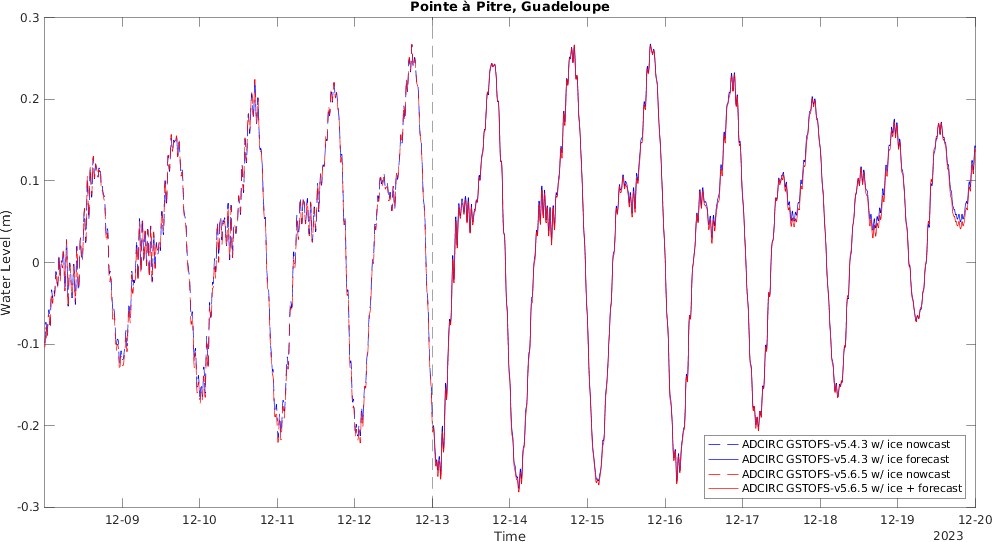 Pointe à Pitre, Guadeloupe
0.3
0.2
0.1
0
-0.1
-0.2
-0.3
Water Level (m)
ADCIRC GSTOFS-v5.4.3 w/ ice nowcast
ADCIRC GSTOFS-v5.4.3 w/ ice forecast
ADCIRC GSTOFS-v5.6.5 w/ ice nowcast
ADCIRC GSTOFS-v5.6.5 w/ ice + forecast
12-09 12-10 12-11 12-12 12-13 12-14 12-15 12-16 12-17 12-18 12-19 12-20
Time
2023